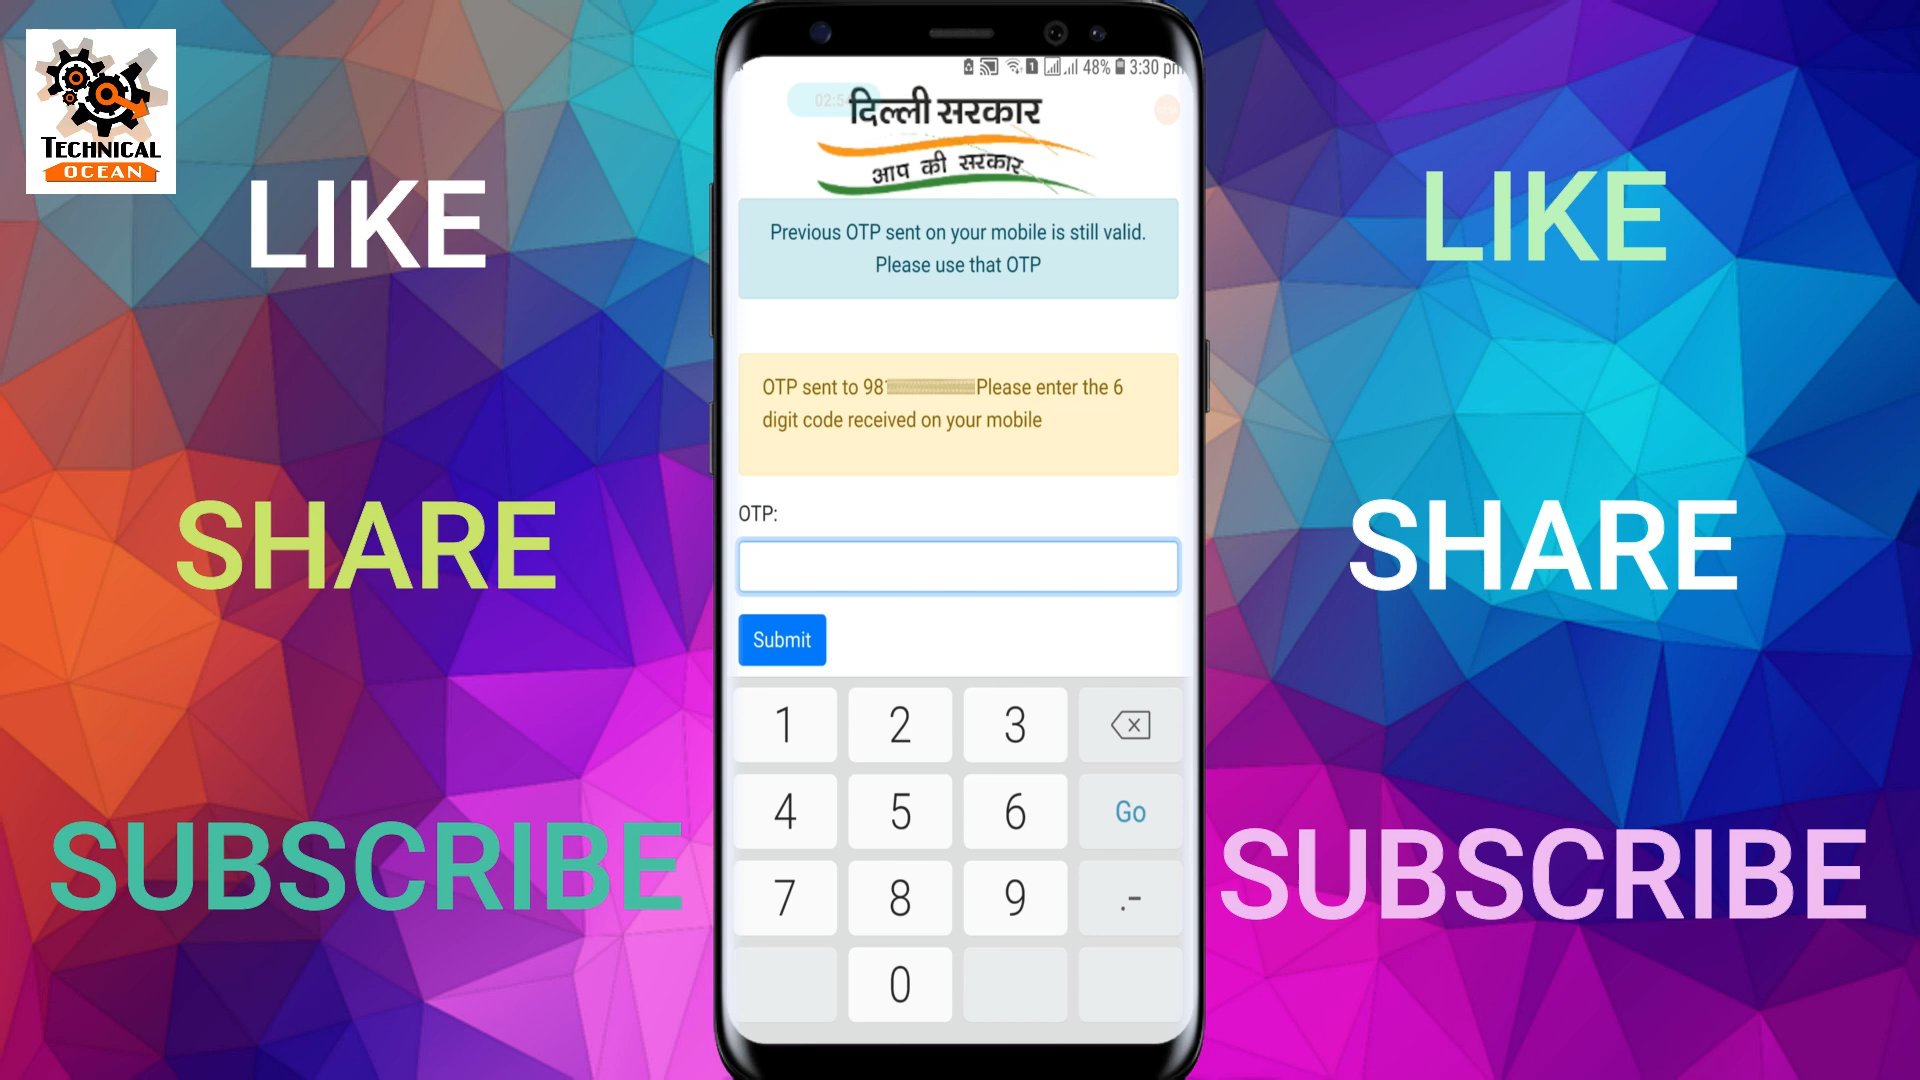 TECHNICAL
OCEAN
LIKE
SHARE
SUBSCRIBE
48% 3:30 pm
दिल्ली सरकार
आप की सरकार
Previous OTP sent on your mobile is still valid.
Please use that OTP
OTP sent to 98 Please enter the 6
digit code received on your mobile
OTP:
Submit
1 2 3
4 5 6 Go
7 8 9 .-
0
LIKE
SHARE
SUBSCRIBE